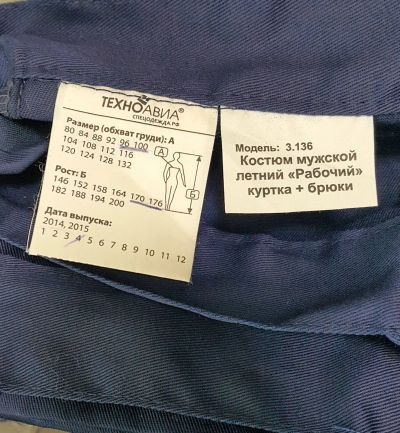 ТЕХНОАВИА®
СПЕЦОДЕЖДА.РФ
Размер (обхват груди): А
80 84 88 92 96 100
104 108 112 116
120 124 128 132
А
Рост: Б
146 152 158 164 170 176
182 188 194 200
Б
Дата выпуска:
2014, 2015
1 2 3 4 5 6 7 8 9 10 11 12
Модель: 3.136
Костюм мужской
летний «Рабочий»
куртка + брюки